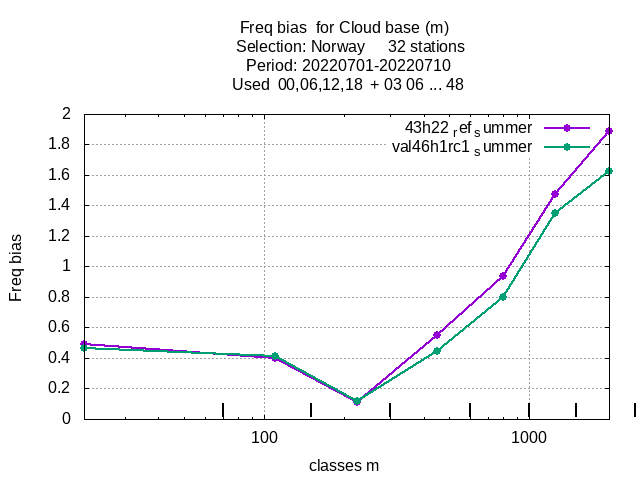 Freq bias  for Cloud base (m)
Selection: Norway     32 stations
Period: 20220701-20220710
Used  00,06,12,18  + 03 06 ... 48
43h22_ref_summer
val46h1rc1_summer
2
1.8
1.6
1.4
1.2
1
0.8
0.6
0.4
0.2
0
Freq bias
100
1000
classes m